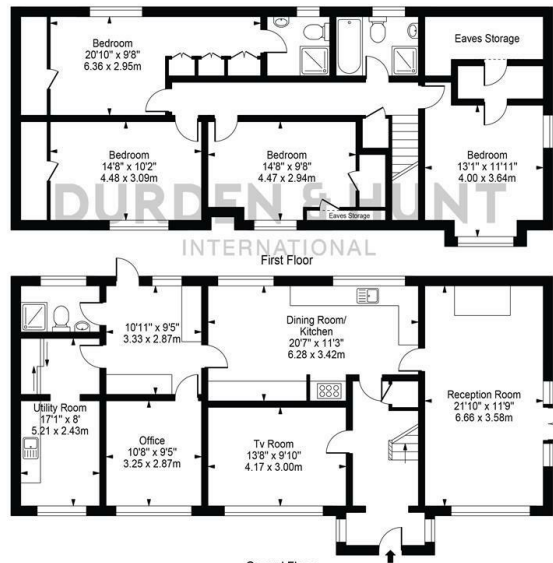 Bedroom
20'10" x 9'8"
6.36 x 2.95m
Eaves Storage
Bedroom
14'8" x 10'2"
4.48 x 3.09m
Bedroom
14'8" x 9'8"
4.47 x 2.94m
Bedroom
13'1" x 11'11"
4.00 x 3.64m
DURDEN & HUNT
INTERNATIONAL
Eaves Storage
First Floor
10'11" x 9'5"
3.33 x 2.87m
Dining Room/
Kitchen
20'7" x 11'3"
6.28 x 3.42m
Reception Room
21'10" x 11'9"
6.66 x 3.58m
Utility Room
17'1" x 8'
5.21 x 2.43m
Office
10'8" x 9'5"
3.25 x 2.87m
Tv Room
13'8" x 9'10"
4.17 x 3.00m